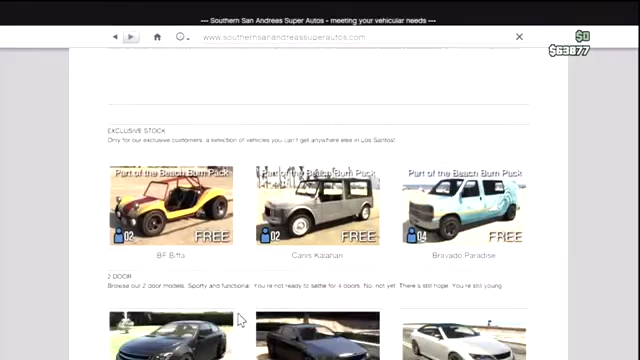 --- Southern San Andreas Super Autos - meeting your vehicular needs ---
www.southernsanandreassuperautos.com
$0
$63877
EXCLUSIVE STOCK
Only for our exclusive customers, a selection of vehicles you can't get anywhere else in Los Santos!
Part of the Beach Bum Pack
Part of the Beach Bum Pack
Part of the Beach Bum Pack
02 FREE
02 FREE
04 FREE
BF Bifta
Canis Kalahari
Bravado Paradise
2 DOOR
Browse our 2 door models. Sporty and functional. You're not ready to settle for 4 doors. No, not yet. There's still hope. You're still young.